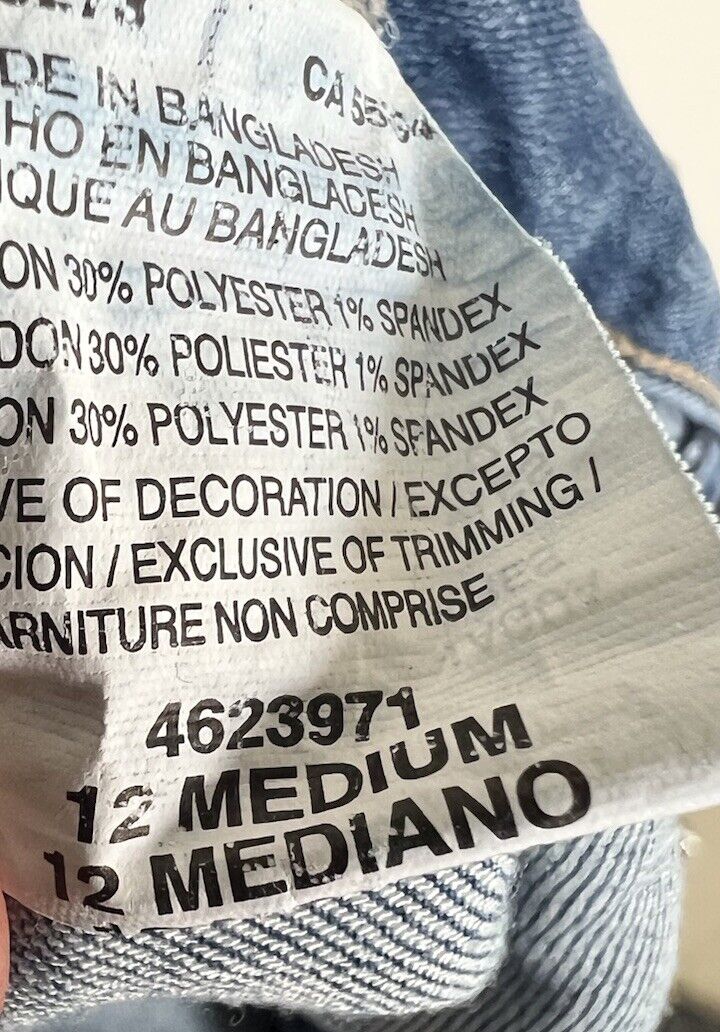 DE IN BANGLADESH
HO EN BANGLADESH
IQUE AU BANGLADESH
ON 30% POLYESTER 1% SPANDEX
DON 30% POLIESTER 1% SPANDEX
ON 30% POLYESTER 1% SPANDEX
VE OF DECORATION / EXCEPTO
CION / EXCLUSIVE OF TRIMMING /
ARNITURE NON COMPRISE
4623971
12 MEDIUM
12 MEDIANO